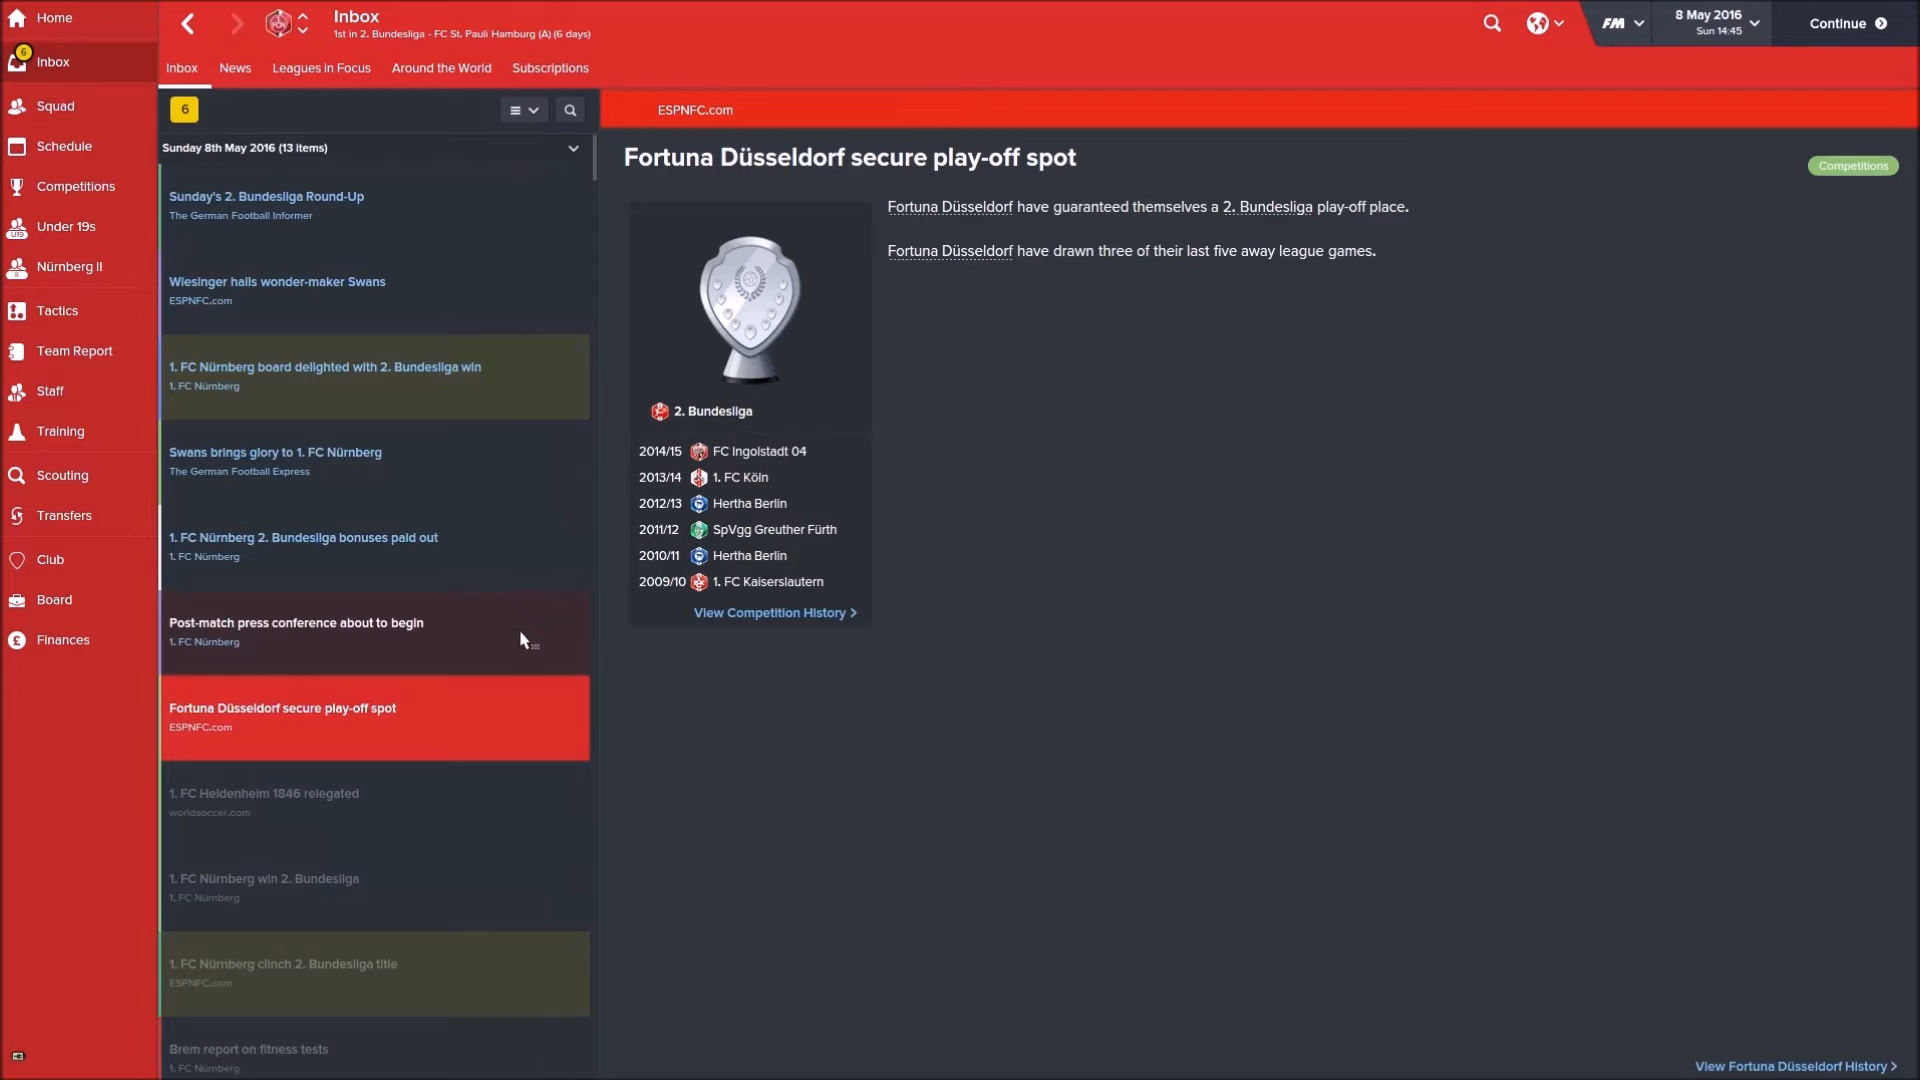 Home
6
Inbox
Squad
Schedule
Competitions
U19
Under 19s
II
Nürnberg II
Tactics
Team Report
Staff
Training
Scouting
Transfers
Club
Board
£
Finances
Inbox
1st in 2. Bundesliga - FC St. Pauli Hamburg (A) (6 days)
FM
8 May 2016
Sun 14:45
Continue
Inbox News Leagues in Focus Around the World Subscriptions
6
Sunday 8th May 2016 (13 items)
Sunday's 2. Bundesliga Round-Up
The German Football Informer
Wiesinger hails wonder-maker Swans
ESPNFC.com
1. FC Nürnberg board delighted with 2. Bundesliga win
1. FC Nürnberg
Swans brings glory to 1. FC Nürnberg
The German Football Express
1. FC Nürnberg 2. Bundesliga bonuses paid out
1. FC Nürnberg
Post-match press conference about to begin
1. FC Nürnberg
Fortuna Düsseldorf secure play-off spot
ESPNFC.com
1. FC Heidenheim 1846 relegated
worldsoccer.com
1. FC Nürnberg win 2. Bundesliga
1. FC Nürnberg
1. FC Nürnberg clinch 2. Bundesliga title
ESPNFC.com
Brem report on fitness tests
1. FC Nürnberg
ESPNFC.com
Fortuna Düsseldorf secure play-off spot
Competitions
Fortuna Düsseldorf have guaranteed themselves a 2. Bundesliga play-off place.
Fortuna Düsseldorf have drawn three of their last five away league games.
2. Bundesliga
2014/15 FC Ingolstadt 04
2013/14 1. FC Köln
2012/13 Hertha Berlin
2011/12 SpVgg Greuther Fürth
2010/11 Hertha Berlin
2009/10 1. FC Kaiserslautern
View Competition History >
View Fortuna Düsseldorf History >